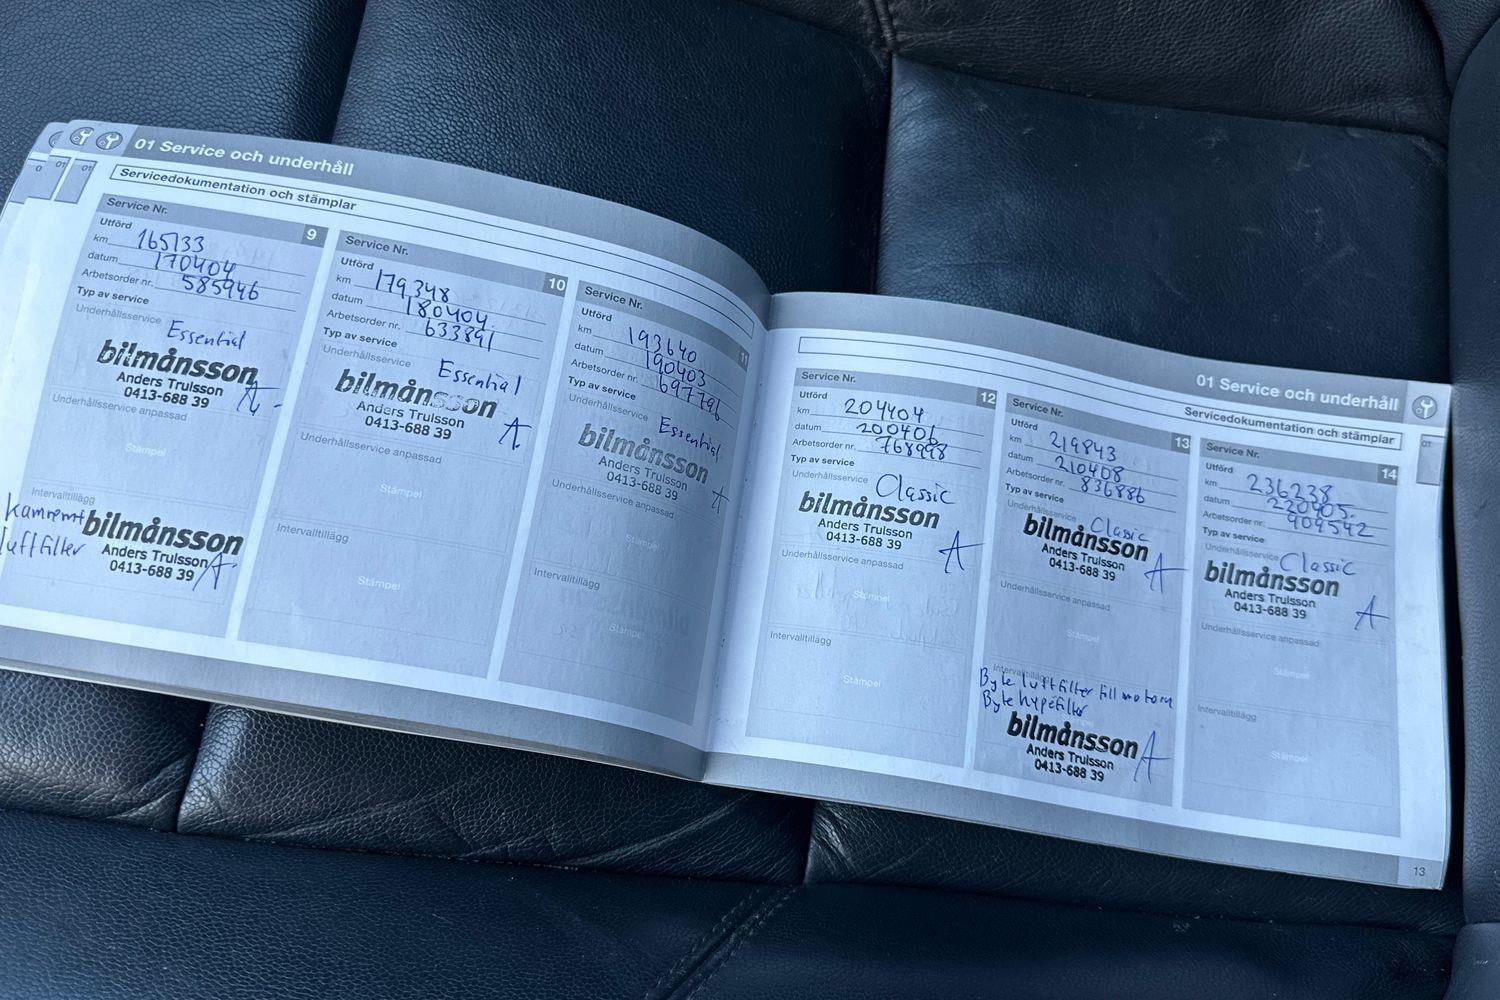 01 Service och underhåll
Servicedokumentation och stämplar
Service Nr. 9
Utförd
km 165133
datum 170404
Arbetsorder nr. 585946
Typ av service
Underhållsservice
Essential
bilmånsson
Anders Trulsson
0413-688 39
Underhållsservice anpassad
Stämpel
Intervalltillägg
Kamremt
luftfilter
bilmånsson
Anders Trulsson
0413-688 39
Service Nr. 10
Utförd
km 179348
datum 180404
Arbetsorder nr. 633891
Typ av service
Underhållsservice
Essential
bilmånsson
Anders Trulsson
0413-688 39
Underhållsservice anpassad
Stämpel
Intervalltillägg
Stämpel
Service Nr. 11
Utförd
km 193640
datum 190403
Arbetsorder nr. 697796
Typ av service
Underhållsservice
Essential
bilmånsson
Anders Trulsson
0413-688 39
Underhållsservice anpassad
Stämpel
Intervalltillägg
Stämpel
01 Service och underhåll
Servicedokumentation och stämplar
Service Nr. 12
Utförd
km 204404
datum 200406
Arbetsorder nr. 768998
Typ av service
Underhållsservice
Classic
bilmånsson
Anders Trulsson
0413-688 39
Underhållsservice anpassad
Stämpel
Intervalltillägg
Stämpel
Service Nr. 13
Utförd
km 219843
datum 210408
Arbetsorder nr. 836886
Typ av service
Underhållsservice
Classic
bilmånsson
Anders Trulsson
0413-688 39
Underhållsservice anpassad
Stämpel
Intervalltillägg
Byte luftfilter till motorn
Byte kupéfilter
bilmånsson
Anders Trulsson
0413-688 39
Service Nr. 14
Utförd
km 236238
datum 220405
Arbetsorder nr. 909542
Typ av service
Underhållsservice
Classic
bilmånsson
Anders Trulsson
0413-688 39
Underhållsservice anpassad
Stämpel
Intervalltillägg
Stämpel
13